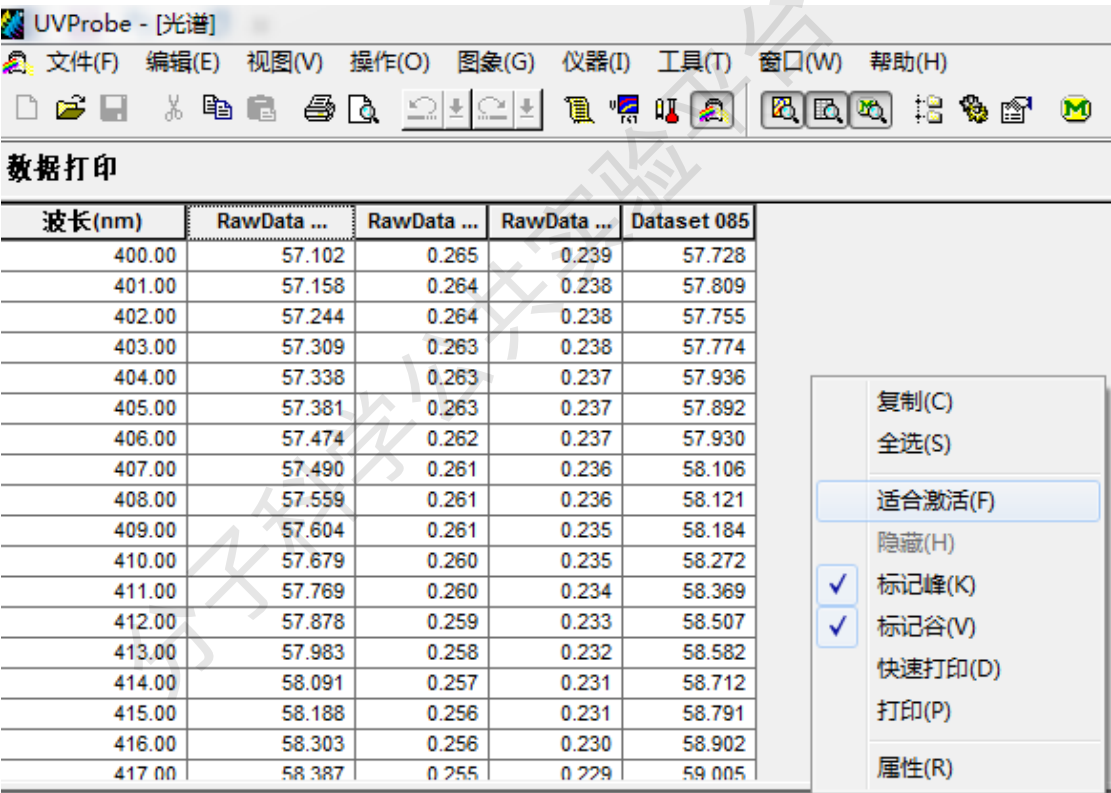 UVProbe - [光谱]
文件(F) 编辑(E) 视图(V) 操作(O) 图象(G) 仪器(I) 工具(T) 窗口(W) 帮助(H)
数据打印
波长(nm) RawData ... RawData ... RawData ... Dataset 085
400.00 57.102 0.265 0.239 57.728
401.00 57.158 0.264 0.238 57.809
402.00 57.244 0.264 0.238 57.755
403.00 57.309 0.263 0.238 57.774
404.00 57.338 0.263 0.237 57.936
405.00 57.381 0.263 0.237 57.892
406.00 57.474 0.262 0.237 57.930
407.00 57.490 0.261 0.236 58.106
408.00 57.559 0.261 0.236 58.121
409.00 57.604 0.261 0.235 58.184
410.00 57.679 0.260 0.235 58.272
411.00 57.769 0.260 0.234 58.369
412.00 57.878 0.259 0.233 58.507
413.00 57.983 0.258 0.232 58.582
414.00 58.091 0.257 0.231 58.712
415.00 58.188 0.256 0.231 58.791
416.00 58.303 0.256 0.230 58.902
417.00 58.387 0.255 0.229 59.005
复制(C)
全选(S)
适合激活(F)
隐藏(H)
标记峰(K)
标记谷(V)
快速打印(D)
打印(P)
属性(R)
分子科学公共实验平台